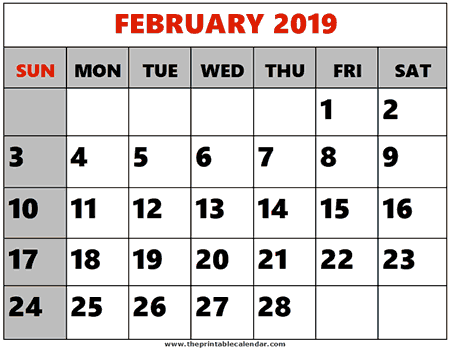 FEBRUARY 2019
SUN MON TUE WED THU FRI SAT
1 2
3 4 5 6 7 8 9
10 11 12 13 14 15 16
17 18 19 20 21 22 23
24 25 26 27 28
www.theprintablecalendar.com